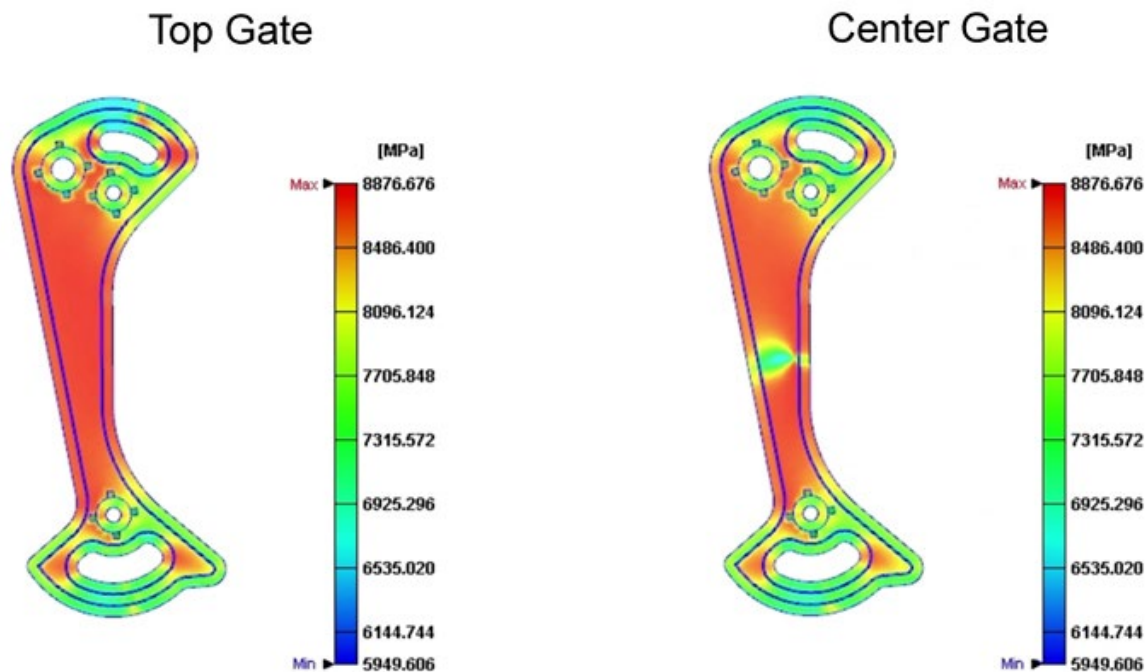 Top Gate
Center Gate
[MPa]
Max 8876.676
8486.400
8096.124
7705.848
7315.572
6925.296
6535.020
6144.744
Min 5949.606
[MPa]
Max 8876.676
8486.400
8096.124
7705.848
7315.572
6925.296
6535.020
6144.744
Min 5949.606